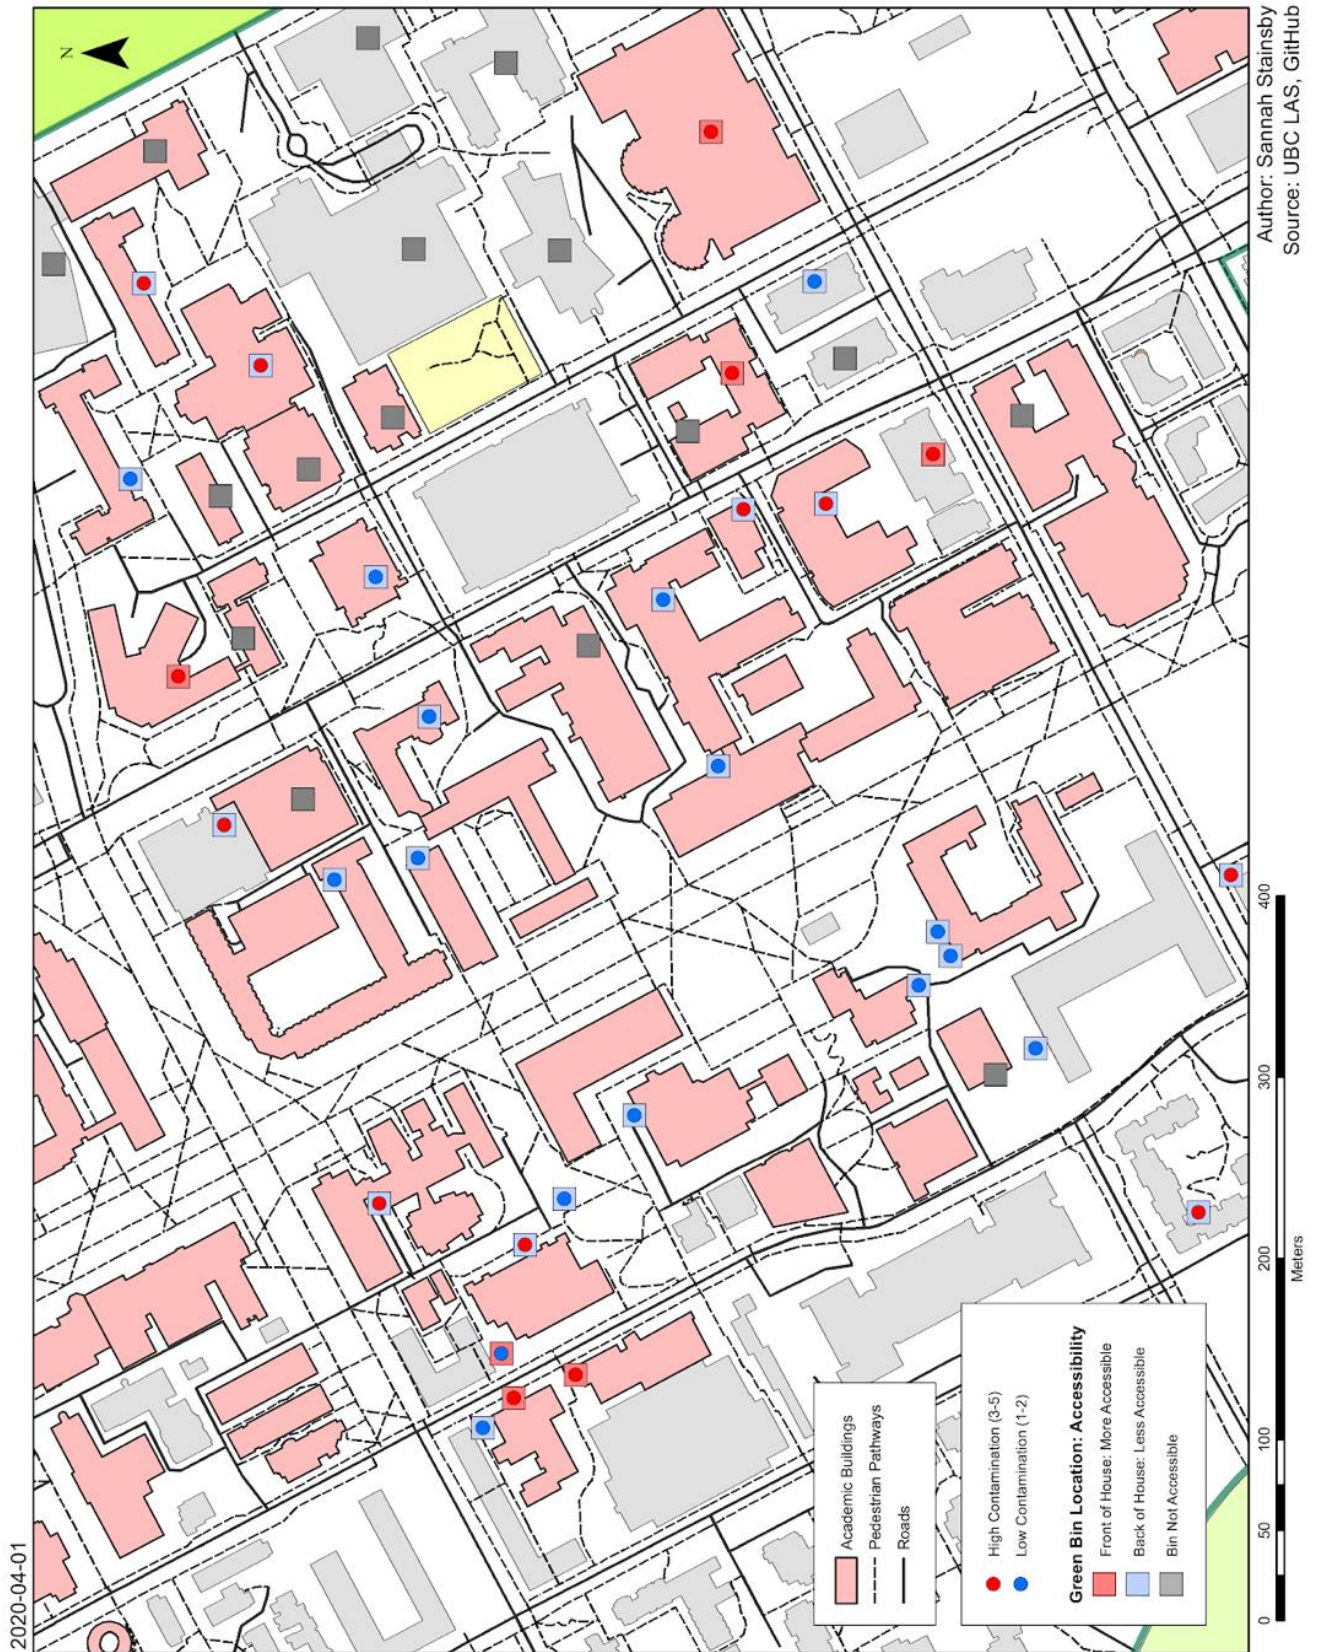 2020-04-01
N
Academic Buildings
Pedestrian Pathways
Roads
High Contamination (3-5)
Low Contamination (1-2)
Green Bin Location: Accessibility
Front of House: More Accessible
Back of House: Less Accessible
Bin Not Accessible
0 50 100 200 300 400
Meters
Author: Sannah Stainsby
Source: UBC LAS, GitHub